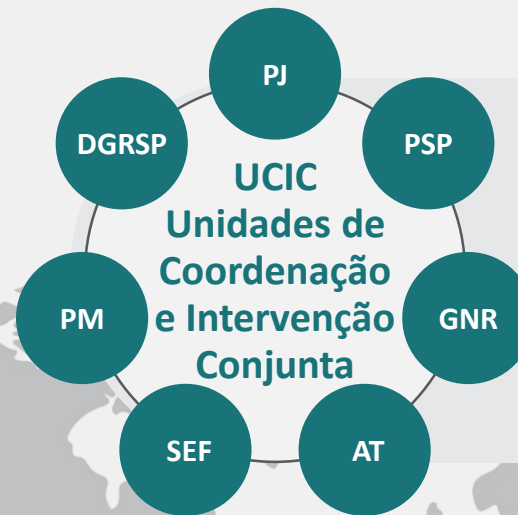 PJ
DGRSP
PSP
UCIC
Unidades de
Coordenação
e Intervenção
Conjunta
PM
GNR
SEF
AT